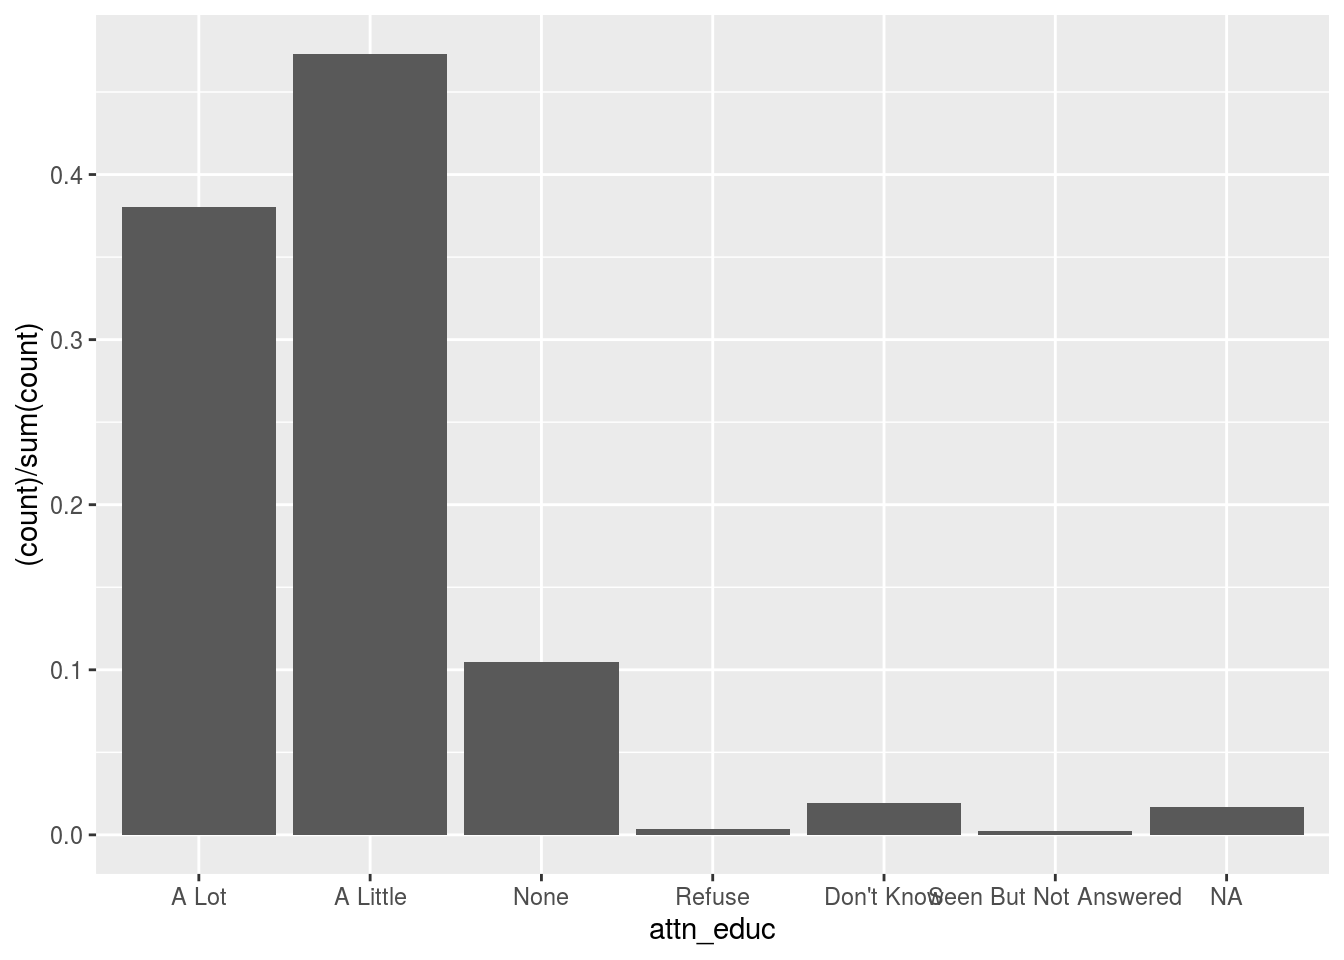 (count)/sum(count)
0.4
0.3
0.2
0.1
0.0
A Lot
A Little
None
Refuse
Don't Know
Seen But Not Answered
NA
attn_educ